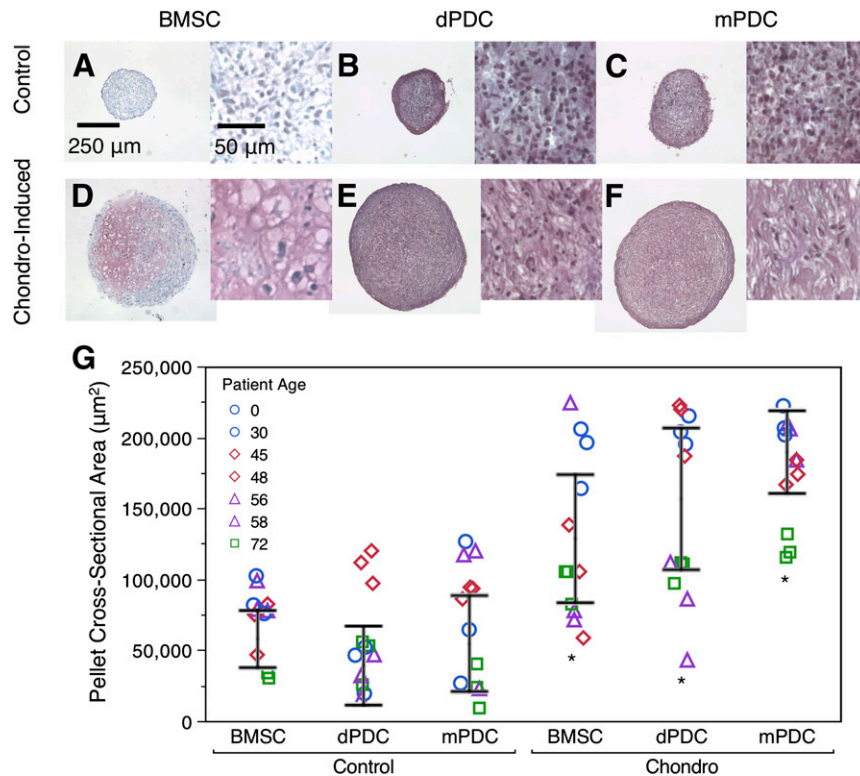 BMSC dPDC mPDC
Control
A B C
250 µm 50 µm
Chondro-Induced
D E F
G
Pellet Cross-Sectional Area (µm²)
250,000
200,000
150,000
100,000
50,000
0
Patient Age
0
30
45
48
56
58
72
*
*
*
BMSC dPDC mPDC BMSC dPDC mPDC
Control Chondro